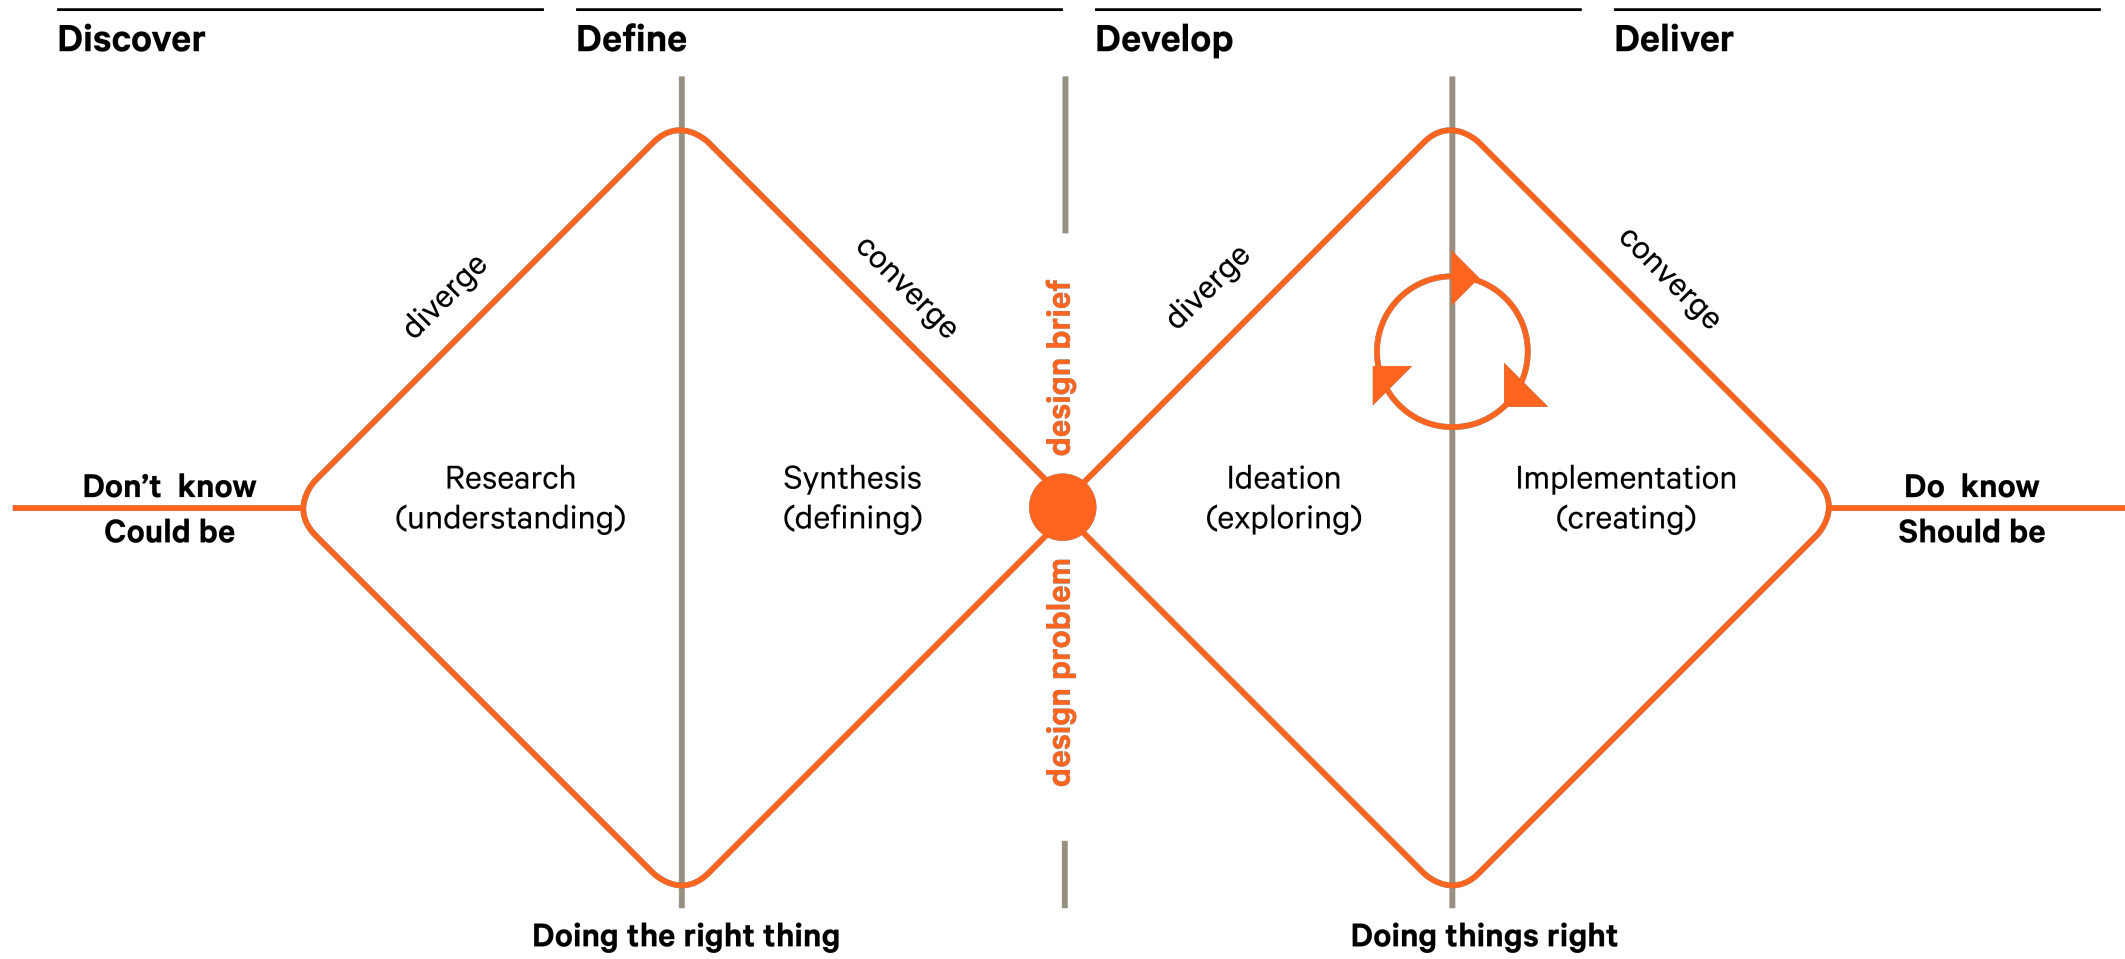 Discover
Define
Develop
Deliver
diverge
converge
design brief
diverge
converge
Don’t know
Could be
Research
(understanding)
Synthesis
(defining)
Ideation
(exploring)
Implementation
(creating)
Do know
Should be
design problem
Doing the right thing
Doing things right